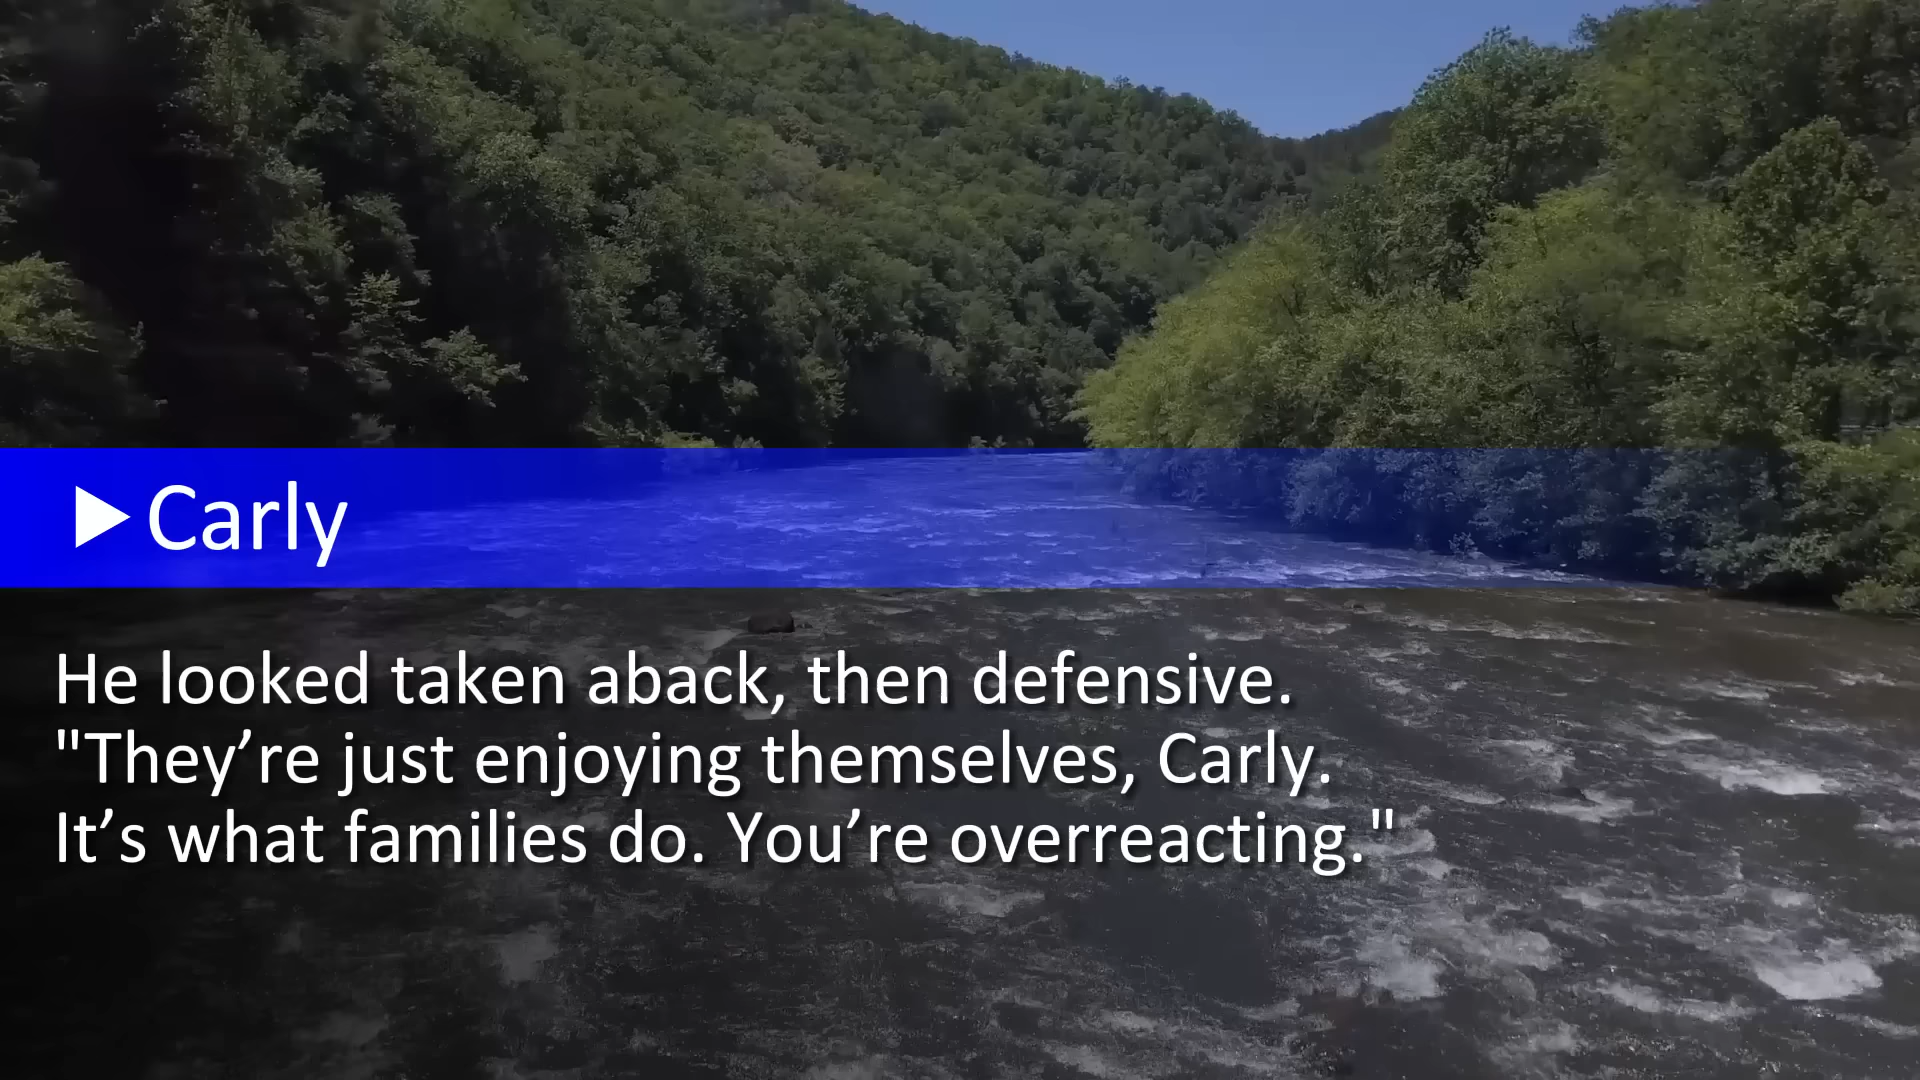 Carly
He looked taken aback, then defensive.
"They’re just enjoying themselves, Carly.
It’s what families do. You’re overreacting."